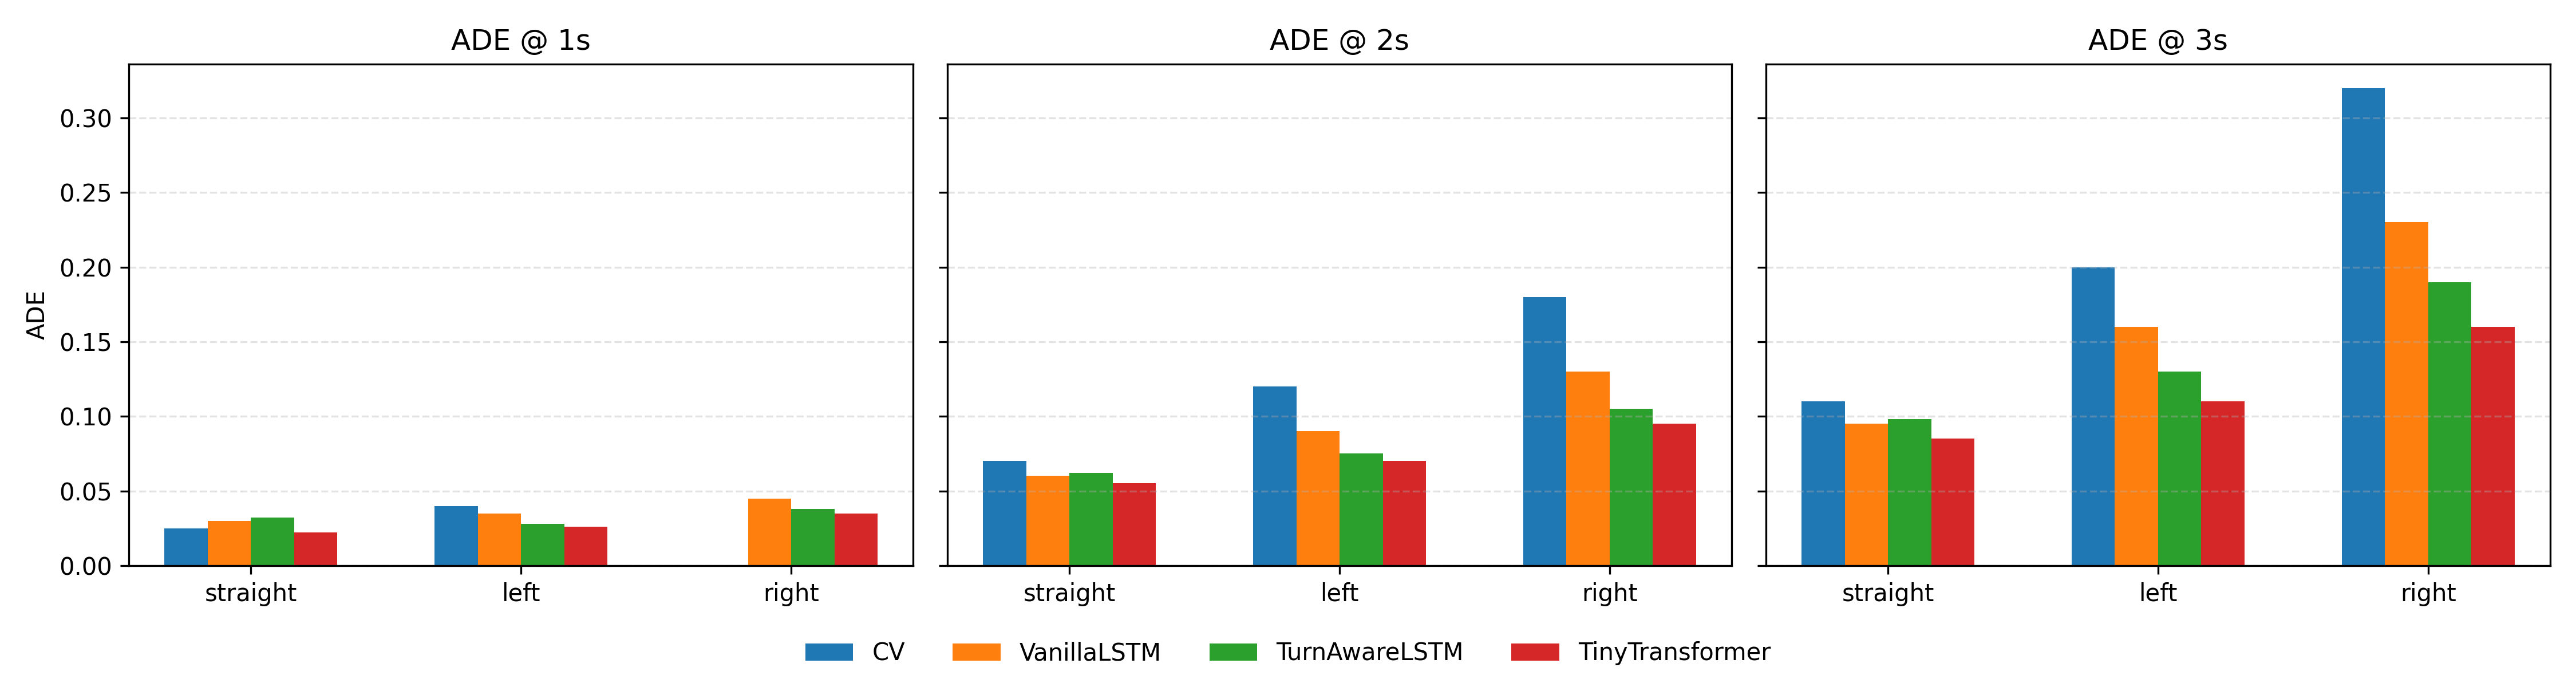 ADE @ 1s
ADE @ 2s
ADE @ 3s
ADE
0.30
0.25
0.20
0.15
0.10
0.05
0.00
straight left right
straight left right
straight left right
CV VanillaLSTM TurnAwareLSTM TinyTransformer